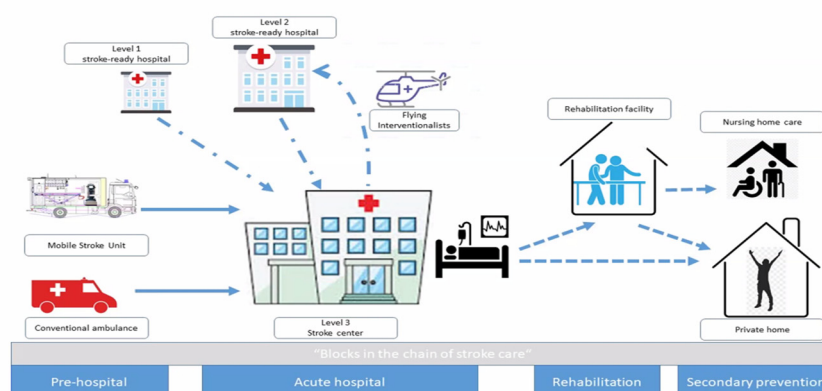 Level 1
stroke-ready hospital
Level 2
stroke-ready hospital
Flying
Interventionalists
Rehabilitation facility
Nursing home care
Mobile Stroke Unit
Conventional ambulance
Level 3
Stroke center
Private home
"Blocks in the chain of stroke care"
Pre-hospital
Acute hospital
Rehabilitation
Secondary prevention